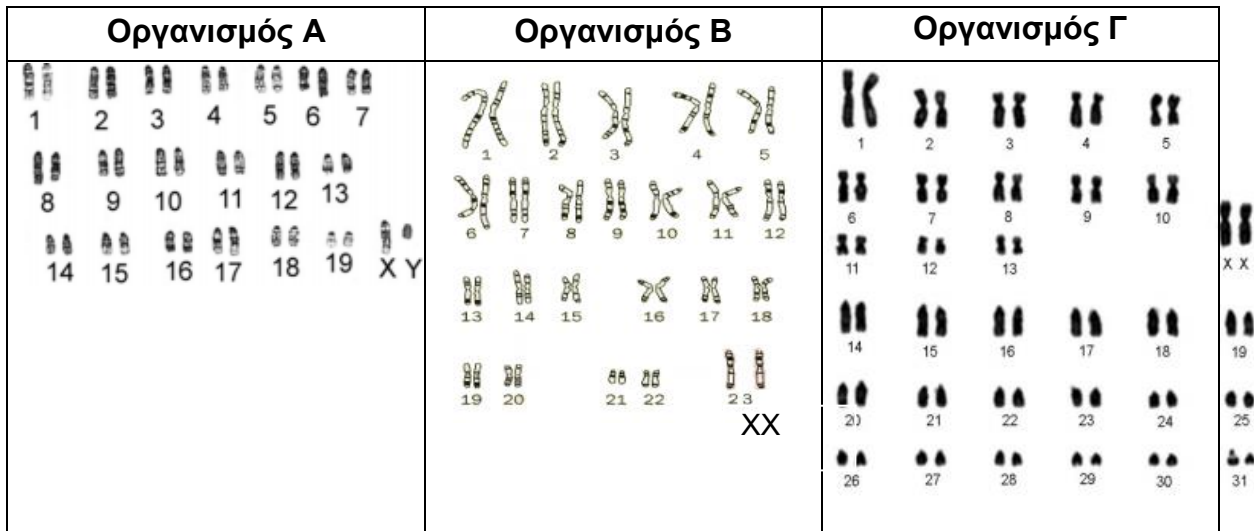 Οργανισμός Α
1 2 3 4 5 6 7
8 9 10 11 12 13
14 15 16 17 18 19 X Y
Οργανισμός Β
1 2 3 4 5
6 7 8 9 10 11 12
13 14 15 16 17 18
19 20 21 22 23
XX
Οργανισμός Γ
1 2 3 4 5
6 7 8 9 10
X X
11 12 13
14 15 16 17 18 19
20 21 22 23 24 25
26 27 28 29 30 31